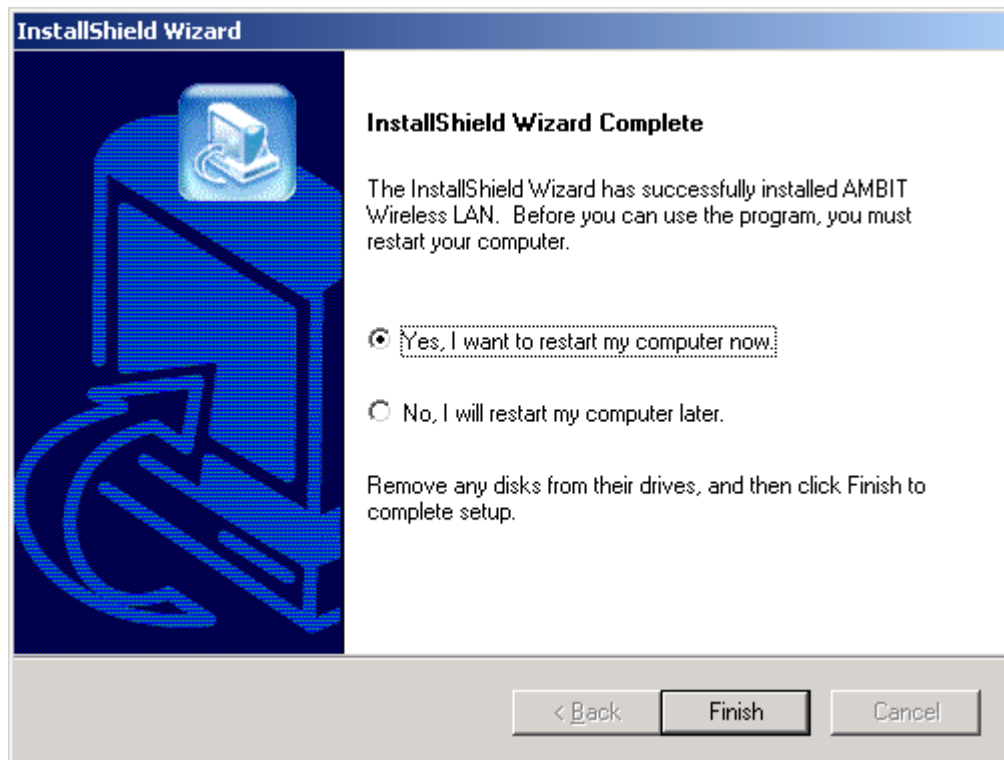 InstallShield Wizard
InstallShield Wizard Complete
The InstallShield Wizard has successfully installed AMBIT
Wireless LAN.  Before you can use the program, you must
restart your computer.
Yes, I want to restart my computer now.
No, I will restart my computer later.
Remove any disks from their drives, and then click Finish to
complete setup.
< Back
Finish
Cancel